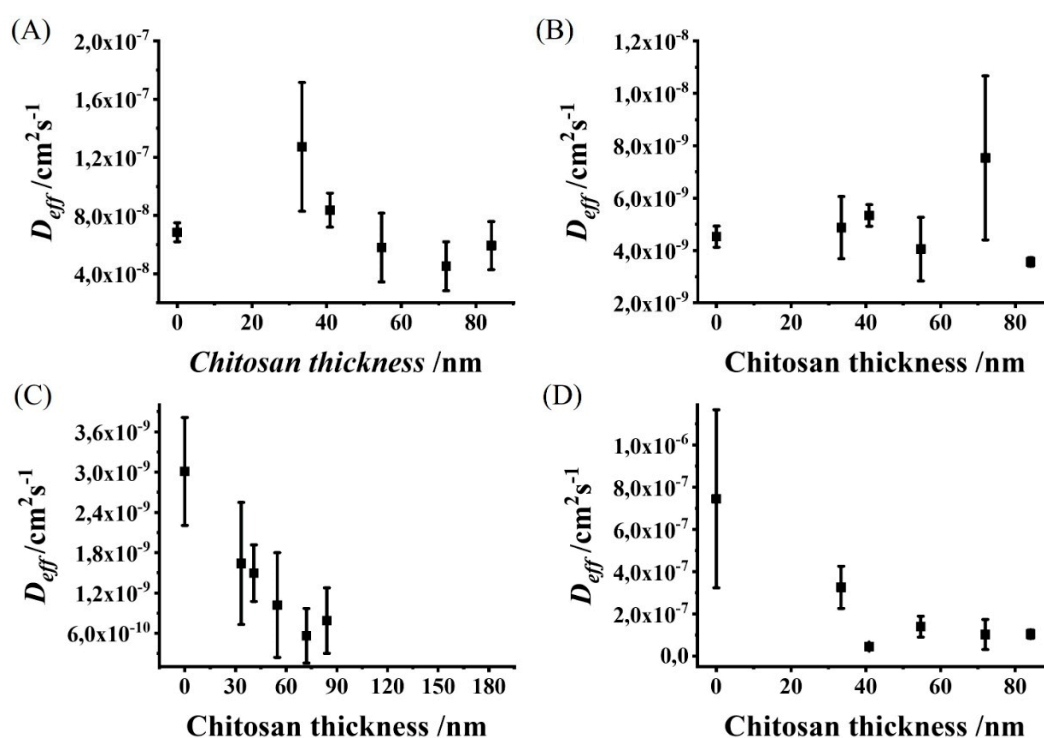 (A)
2,0x10⁻⁷
1,6x10⁻⁷
1,2x10⁻⁷
8,0x10⁻⁸
4,0x10⁻⁸
D_eff /cm²s⁻¹
0 20 40 60 80
Chitosan thickness /nm
(B)
1,2x10⁻⁸
1,0x10⁻⁸
8,0x10⁻⁹
6,0x10⁻⁹
4,0x10⁻⁹
2,0x10⁻⁹
D_eff /cm²s⁻¹
0 20 40 60 80
Chitosan thickness /nm
(C)
3,6x10⁻⁹
3,0x10⁻⁹
2,4x10⁻⁹
1,8x10⁻⁹
1,2x10⁻⁹
6,0x10⁻¹⁰
D_eff /cm²s⁻¹
0 30 60 90 120 150 180
Chitosan thickness /nm
(D)
1,0x10⁻⁶
8,0x10⁻⁷
6,0x10⁻⁷
4,0x10⁻⁷
2,0x10⁻⁷
0,0
D_eff /cm²s⁻¹
0 20 40 60 80
Chitosan thickness /nm